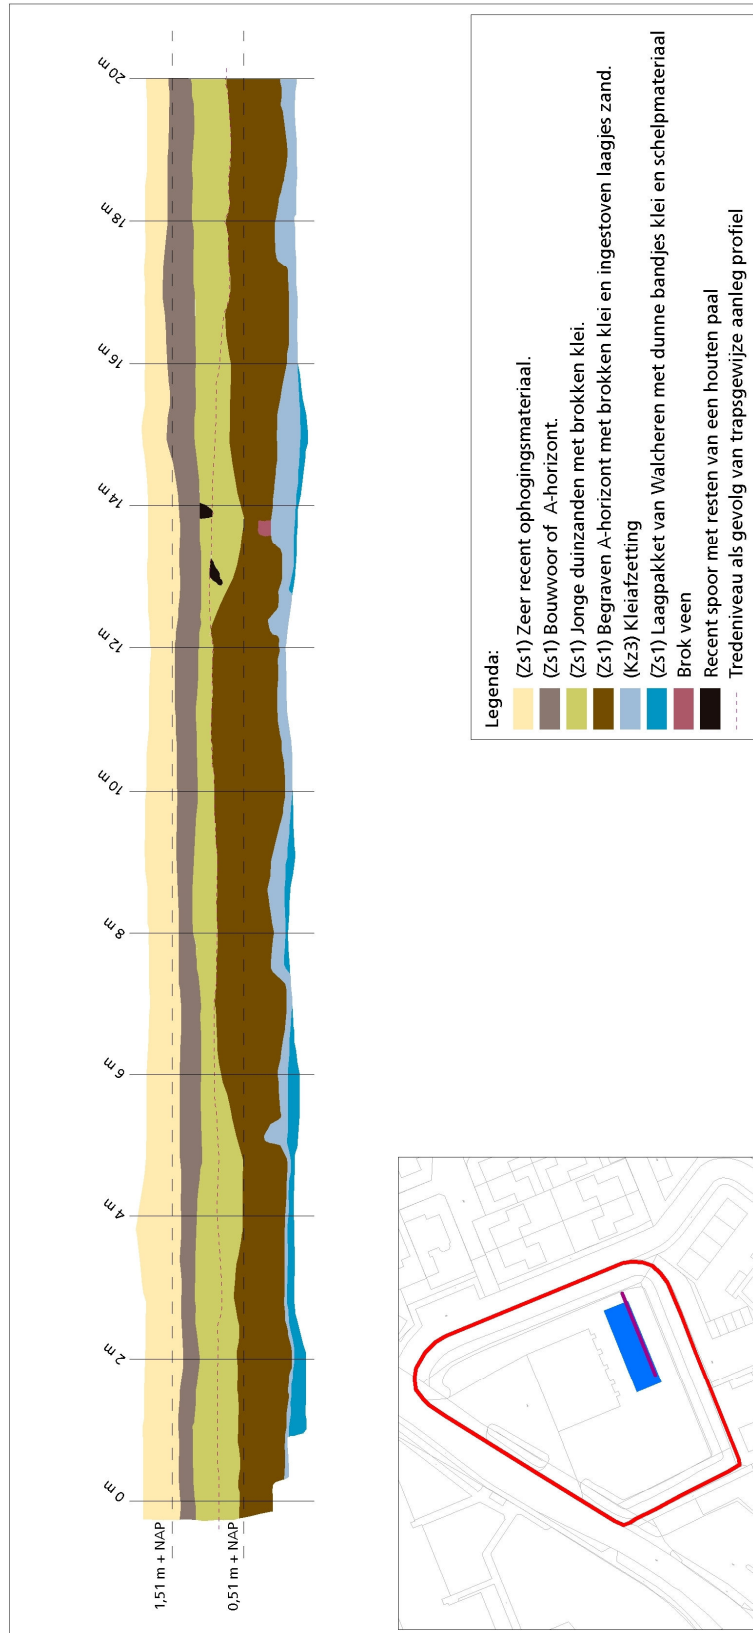 1,51 m + NAP
0,51 m + NAP
0 m
2 m
4 m
6 m
8 m
10 m
12 m
14 m
16 m
18 m
20 m
Legenda:
(Zs1) Zeer recent ophogingsmateriaal.
(Zs1) Bouwvoor of A-horizont.
(Zs1) Jonge duinzanden met brokken klei.
(Zs1) Begraven A-horizont met brokken klei en ingestoven laagjes zand.
(Kz3) Kleiafzetting
(Zs1) Laagpakket van Walcheren met dunne bandjes klei en schelpmateriaal
Brok veen
Recent spoor met resten van een houten paal
Tredeniveau als gevolg van trapsgewijze aanleg profiel